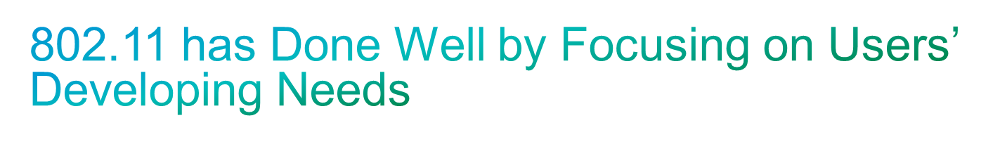 802.11 has Done Well by Focusing on Users’
Developing Needs